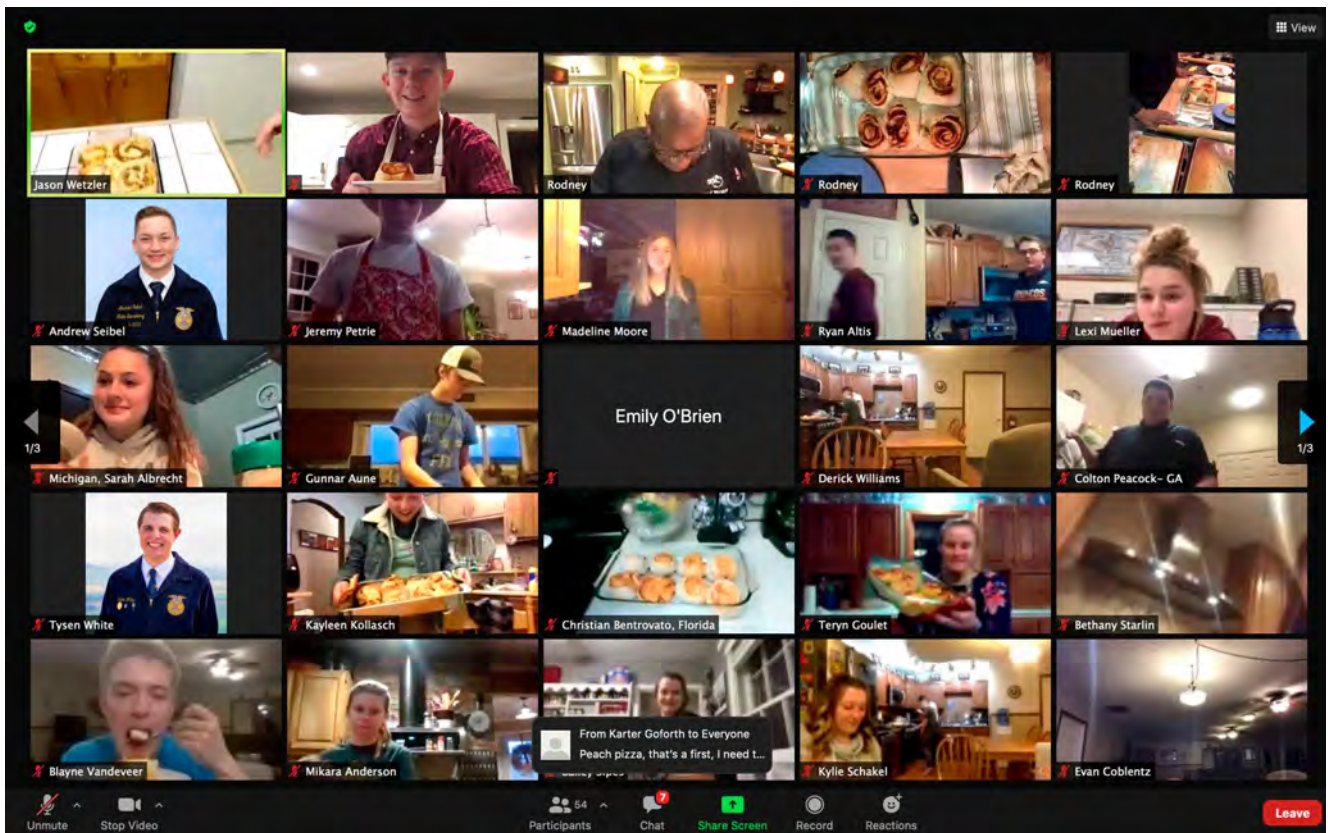 View
Jason Wetzler
Rodney
Rodney
Rodney
Andrew Seibel
Jeremy Petrie
Madeline Moore
Ryan Altis
Lexi Mueller
1/3
Michigan, Sarah Albrecht
Gunnar Aune
Emily O'Brien
Derick Williams
Colton Peacock- GA
1/3
Tysen White
Kayleen Kollasch
Christian Bentrovato, Florida
Teryn Goulet
Bethany Starlin
Blayne Vandeveer
Mikara Anderson
From Karter Goforth to Everyone
Peach pizza, that's a first, I need t...
Kylie Schakel
Evan Coblentz
Unmute
Stop Video
54
Participants
7
Chat
Share Screen
Record
Reactions
Leave